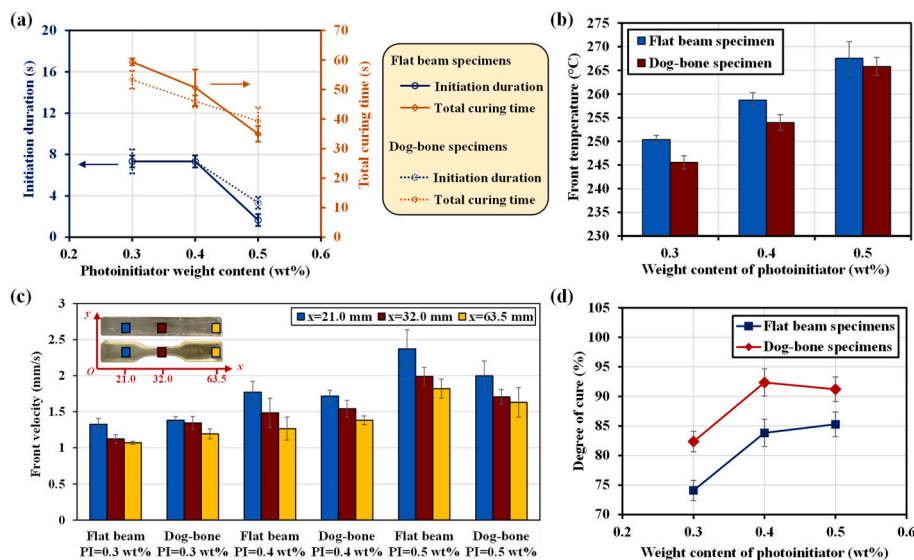 (a)
20
16
12
8
4
0
Initiation duration (s)
70
60
50
40
30
20
10
0
Total curing time (s)
0.2 0.3 0.4 0.5 0.6
Photoinitiator weight content (wt%)
Flat beam specimens
Initiation duration
Total curing time
Dog-bone specimens
Initiation duration
Total curing time
(b)
275
270
265
260
255
250
245
240
235
230
Front temperature (°C)
Flat beam specimen
Dog-bone specimen
0.3 0.4 0.5
Weight content of photoinitiator (wt%)
(c)
3
2.5
2
1.5
1
0.5
0
Front velocity (mm/s)
x=21.0 mm x=32.0 mm x=63.5 mm
y
O 21.0 32.0 63.5
x
Flat beam Dog-bone Flat beam Dog-bone Flat beam Dog-bone
PI=0.3 wt% PI=0.3 wt% PI=0.4 wt% PI=0.4 wt% PI=0.5 wt% PI=0.5 wt%
(d)
100
95
90
85
80
75
70
Degree of cure (%)
Flat beam specimens
Dog-bone specimens
0.2 0.3 0.4 0.5 0.6
Weight content of photoinitiator (wt%)